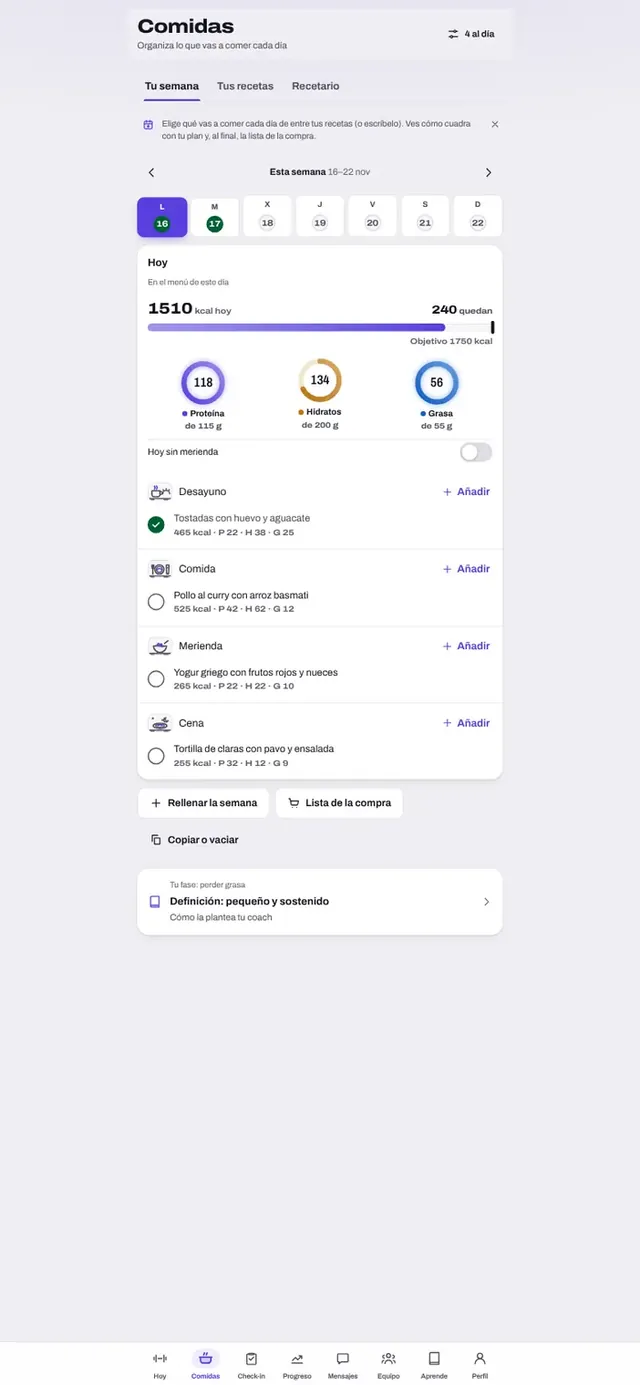 Comidas
Organiza lo que vas a comer cada día
4 al día
Tu semana
Tus recetas
Recetario
Elige qué vas a comer cada día de entre tus recetas (o escríbelo). Ves cómo cuadra
con tu plan y, al final, la lista de la compra.
Esta semana 16–22 nov
L
M
X
J
V
S
D
16
17
18
19
20
21
22
Hoy
En el menú de este día
1510 kcal hoy
240 quedan
Objetivo 1750 kcal
118
134
56
Proteína
Hidratos
Grasa
de 115 g
de 200 g
de 55 g
Hoy sin merienda
Desayuno
+ Añadir
Tostadas con huevo y aguacate
465 kcal · P 22 · H 38 · G 25
Comida
+ Añadir
Pollo al curry con arroz basmati
525 kcal · P 42 · H 62 · G 12
Merienda
+ Añadir
Yogur griego con frutos rojos y nueces
265 kcal · P 22 · H 22 · G 10
Cena
+ Añadir
Tortilla de claras con pavo y ensalada
255 kcal · P 32 · H 12 · G 9
+ Rellenar la semana
Lista de la compra
Copiar o vaciar
Tu fase: perder grasa
Definición: pequeño y sostenido
Cómo la plantea tu coach
Hoy
Comidas
Check-In
Progreso
Mensajes
Equipo
Aprende
Perfil